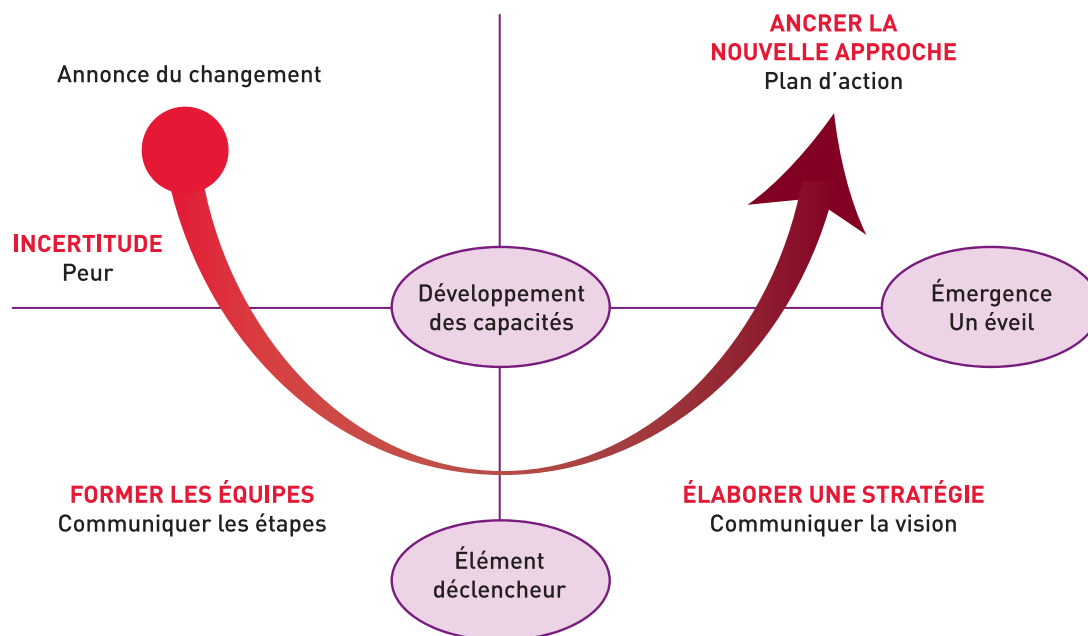 Annonce du changement
INCERTITUDE
Peur
FORMER LES ÉQUIPES
Communiquer les étapes
Développement
des capacités
Élément
déclencheur
ÉLABORER UNE STRATÉGIE
Communiquer la vision
ANCRER LA
NOUVELLE APPROCHE
Plan d’action
Émergence
Un éveil